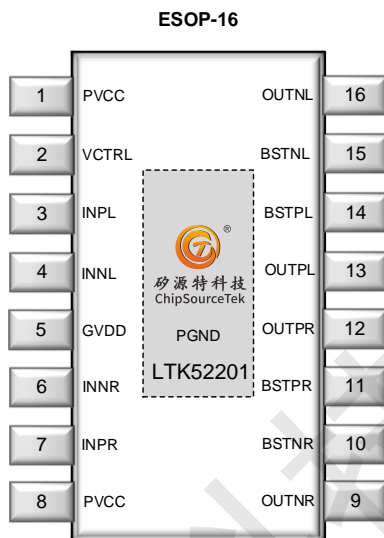 ESOP-16
1 PVCC OUTNL 16
2 VCTRL BSTNL 15
3 INPL BSTPL 14
4 INNL OUTPL 13
5 GVDD OUTPR 12
6 INNR BSTPR 11
7 INPR BSTNR 10
8 PVCC OUTNR 9
®
矽源特科技
ChipSourceTek
PGND
LTK52201